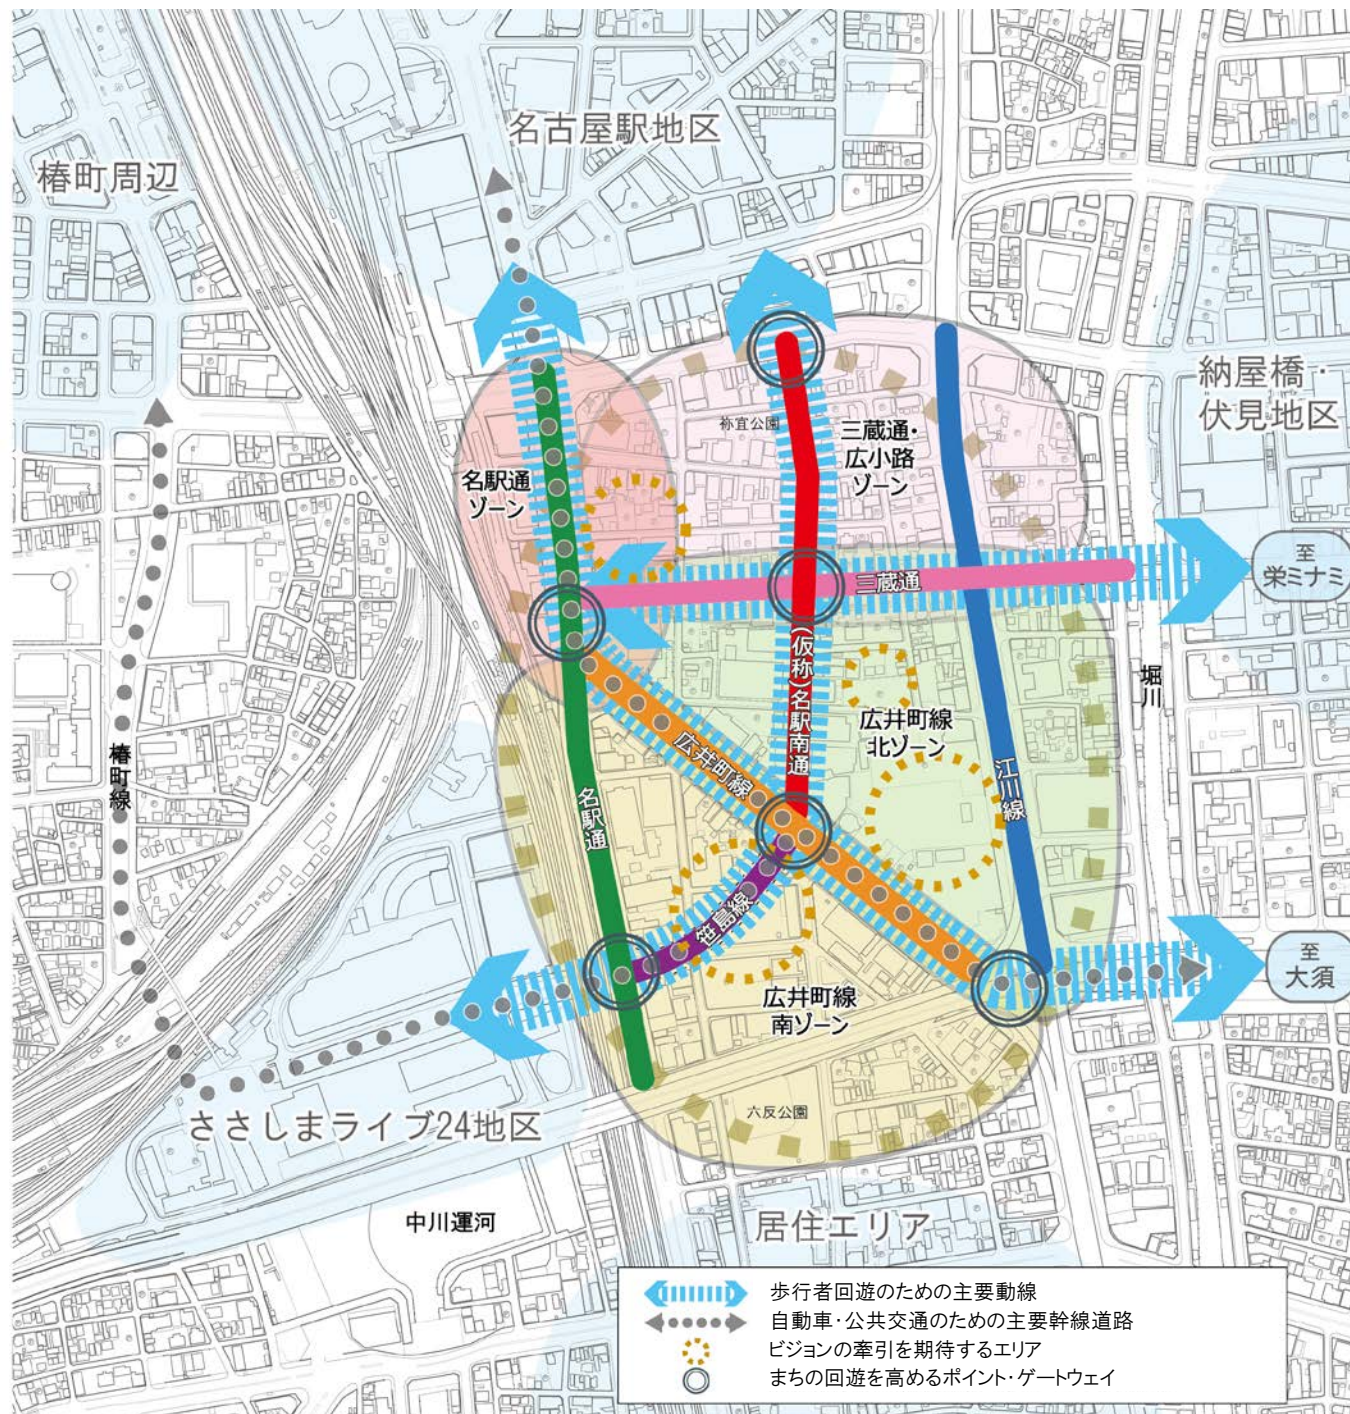 名古屋駅地区
椿町周辺
納屋橋・
伏見地区
祢宜公園
三蔵通・
広小路
ゾーン
名駅通
ゾーン
至
栄ミナミ
三蔵通
(仮称)名駅南通
堀川
広井町線
北ゾーン
広井町線
椿町線
名駅通
江川線
笹島線
至
大須
広井町線
南ゾーン
六反公園
ささしまライブ24地区
中川運河
居住エリア
歩行者回遊のための主要動線
自動車・公共交通のための主要幹線道路
ビジョンの牽引を期待するエリア
まちの回遊を高めるポイント・ゲートウェイ